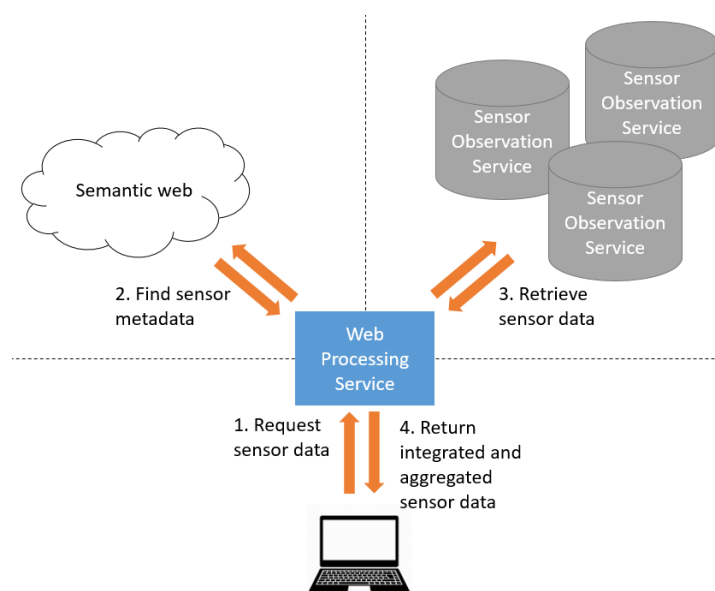 Sensor
Observation
Service
Sensor
Observation
Service
Sensor
Observation
Service
Semantic web
2. Find sensor
metadata
3. Retrieve
sensor data
Web
Processing
Service
1. Request
sensor data
4. Return
integrated and
aggregated
sensor data